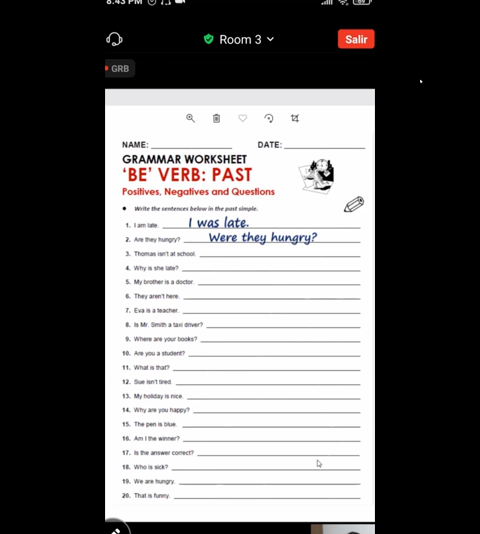 8:43 PM
Room 3
Salir
GRB
NAME: ____ DATE: ____
GRAMMAR WORKSHEET
‘BE’ VERB: PAST
Positives, Negatives and Questions
Write the sentences below in the past simple.
1. I am late. I was late.
2. Are they hungry? Were they hungry?
3. Thomas isn't at school.
4. Why is she late?
5. My brother is a doctor.
6. They aren't here.
7. Eva is a teacher.
8. Is Mr. Smith a taxi driver?
9. Where are your books?
10. Are you a student?
11. What is that?
12. Sue isn't tired.
13. My holiday is nice.
14. Why are you happy?
15. The pen is blue.
16. Am I the winner?
17. Is the answer correct?
18. Who is sick?
19. We are hungry.
20. That is funny.